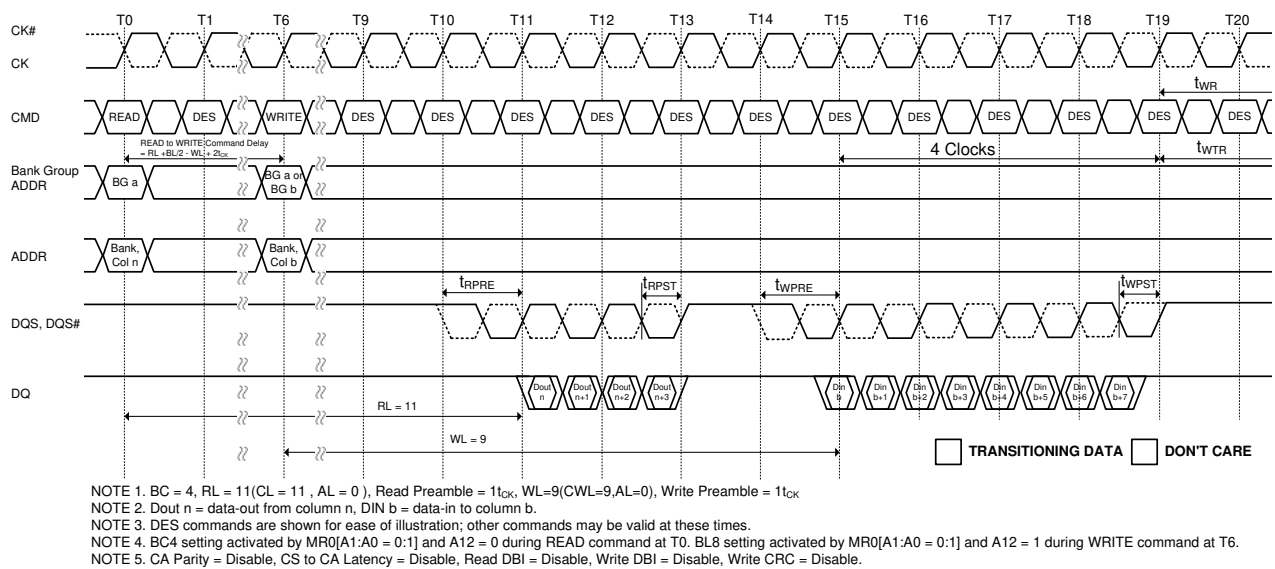 T0 T1 T6 T9 T10 T11 T12 T13 T14 T15 T16 T17 T18 T19 T20
CK#
CK
tWR
CMD READ DES WRITE DES DES DES DES DES DES DES DES DES DES DES DES
READ to WRITE Command Delay
= RL +BL/2 - WL + 2tCK
4 Clocks
tWTR
Bank Group
ADDR
BG a
BG a or
BG b
ADDR
Bank,
Col n
Bank,
Col b
tRPRE tRPST tWPRE tWPST
DQS, DQS#
DQ
Dout
n
Dout
n+1
Dout
n+2
Dout
n+3
Din
b
Din
b+1
Din
b+2
Din
b+3
Din
b+4
Din
b+5
Din
b+6
Din
b+7
RL = 11
WL = 9
TRANSITIONING DATA DON'T CARE
NOTE 1. BC = 4, RL = 11(CL = 11 , AL = 0 ), Read Preamble = 1tCK, WL=9(CWL=9,AL=0), Write Preamble = 1tCK
NOTE 2. Dout n = data-out from column n, DIN b = data-in to column b.
NOTE 3. DES commands are shown for ease of illustration; other commands may be valid at these times.
NOTE 4. BC4 setting activated by MR0[A1:A0 = 0:1] and A12 = 0 during READ command at T0. BL8 setting activated by MR0[A1:A0 = 0:1] and A12 = 1 during WRITE command at T6.
NOTE 5. CA Parity = Disable, CS to CA Latency = Disable, Read DBI = Disable, Write DBI = Disable, Write CRC = Disable.